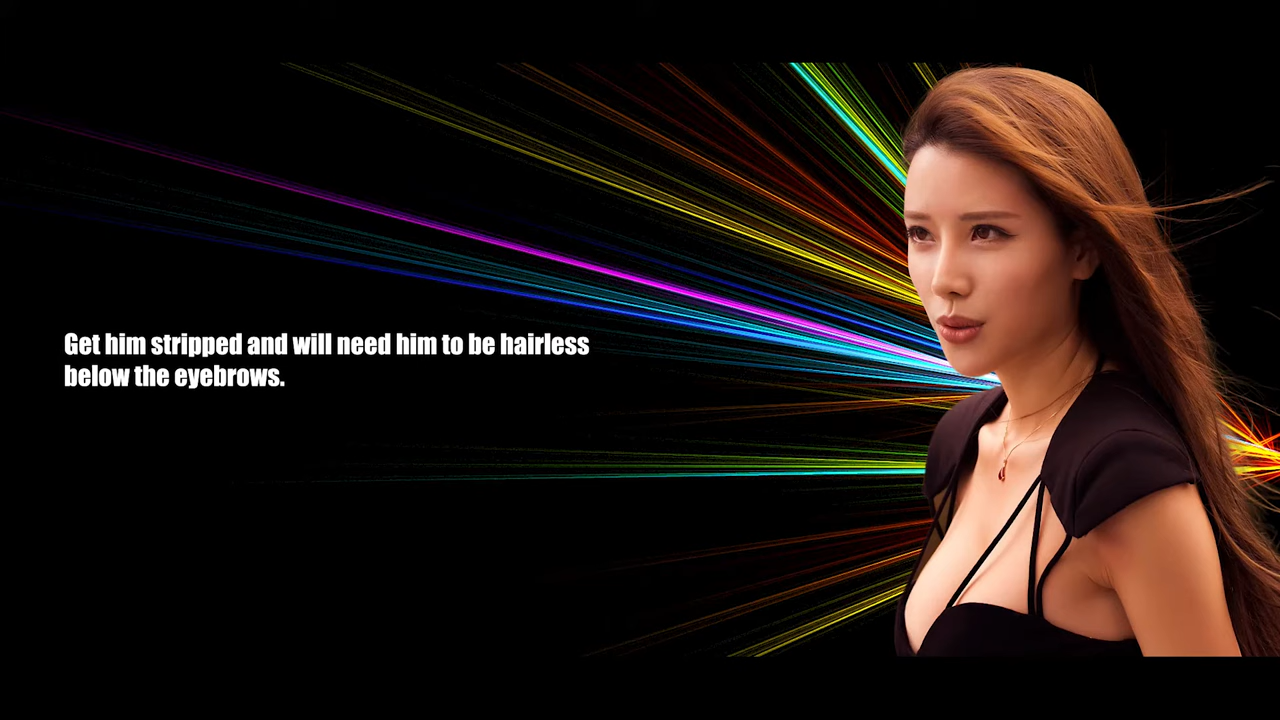 Get him stripped and will need him to be hairless
below the eyebrows.